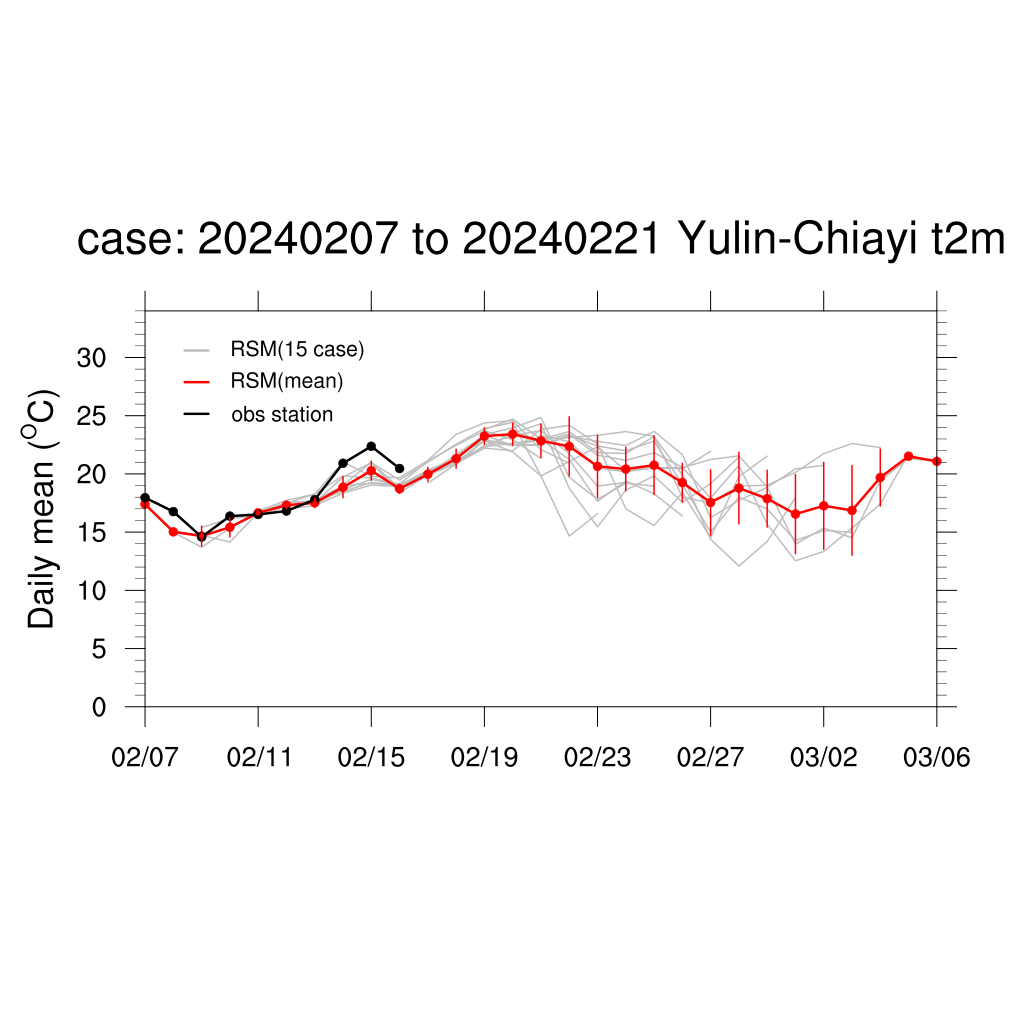 case: 20240207 to 20240221 Yulin-Chiayi t2m
RSM(15 case)
RSM(mean)
obs station
Daily mean (°C)
30
25
20
15
10
5
0
02/07 02/11 02/15 02/19 02/23 02/27 03/02 03/06